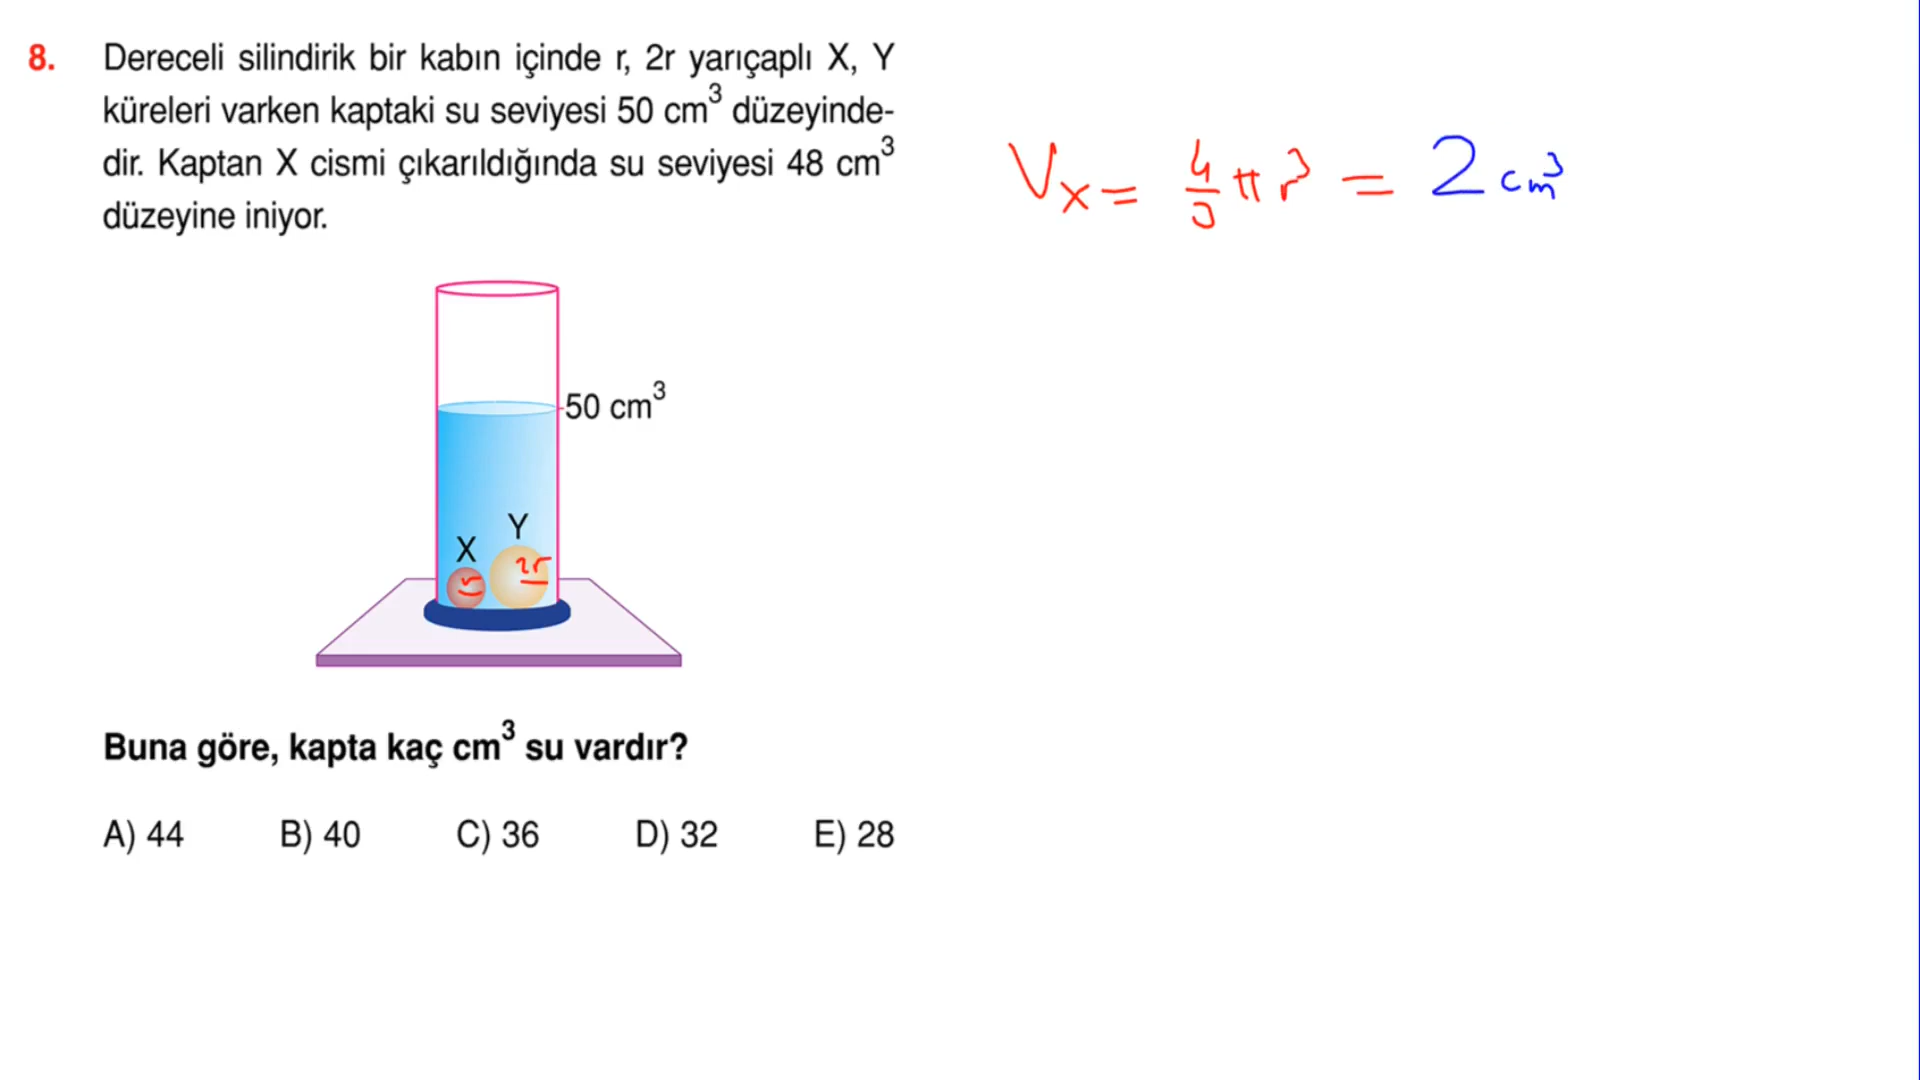 8. Dereceli silindirik bir kabın içinde r, 2r yarıçaplı X, Y
küreleri varken kaptaki su seviyesi 50 cm³ düzeyinde-
dir. Kaptan X cismi çıkarıldığında su seviyesi 48 cm³
düzeyine iniyor.
Vx = 4/3 π r³ = 2 cm³
50 cm³
Y
X
2r
r
Buna göre, kapta kaç cm³ su vardır?
A) 44 B) 40 C) 36 D) 32 E) 28